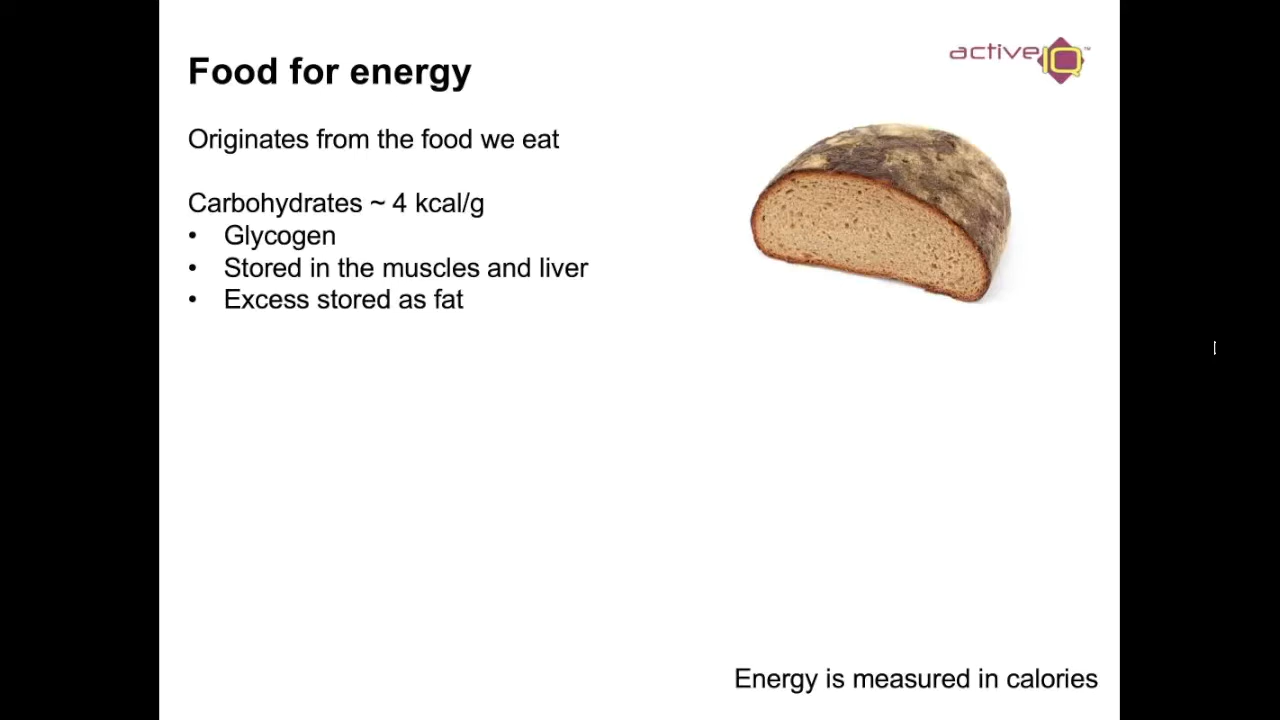 Food for energy
active IQ™
Originates from the food we eat
Carbohydrates ~ 4 kcal/g
• Glycogen
• Stored in the muscles and liver
• Excess stored as fat
Energy is measured in calories